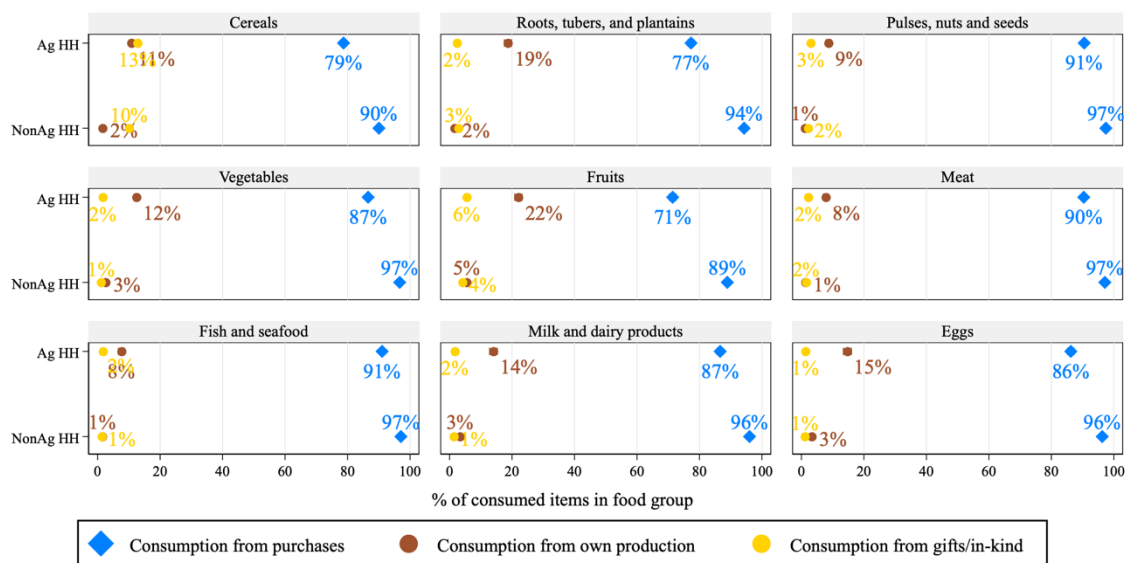 Cereals
Roots, tubers, and plantains
Pulses, nuts and seeds
Ag HH
13%
11%
79%
2%
19%
77%
3%
9%
91%
10%
90%
3%
94%
1%
97%
NonAg HH
2%
2%
2%
Vegetables
Fruits
Meat
Ag HH
2%
12%
87%
6%
22%
71%
2%
8%
90%
1%
97%
5%
89%
2%
97%
NonAg HH
3%
4%
1%
Fish and seafood
Milk and dairy products
Eggs
Ag HH
8%
91%
2%
14%
87%
1%
15%
86%
1%
97%
3%
96%
1%
96%
NonAg HH
1%
1%
3%
0 20 40 60 80 100
0 20 40 60 80 100
0 20 40 60 80 100
% of consumed items in food group
Consumption from purchases
Consumption from own production
Consumption from gifts/in-kind